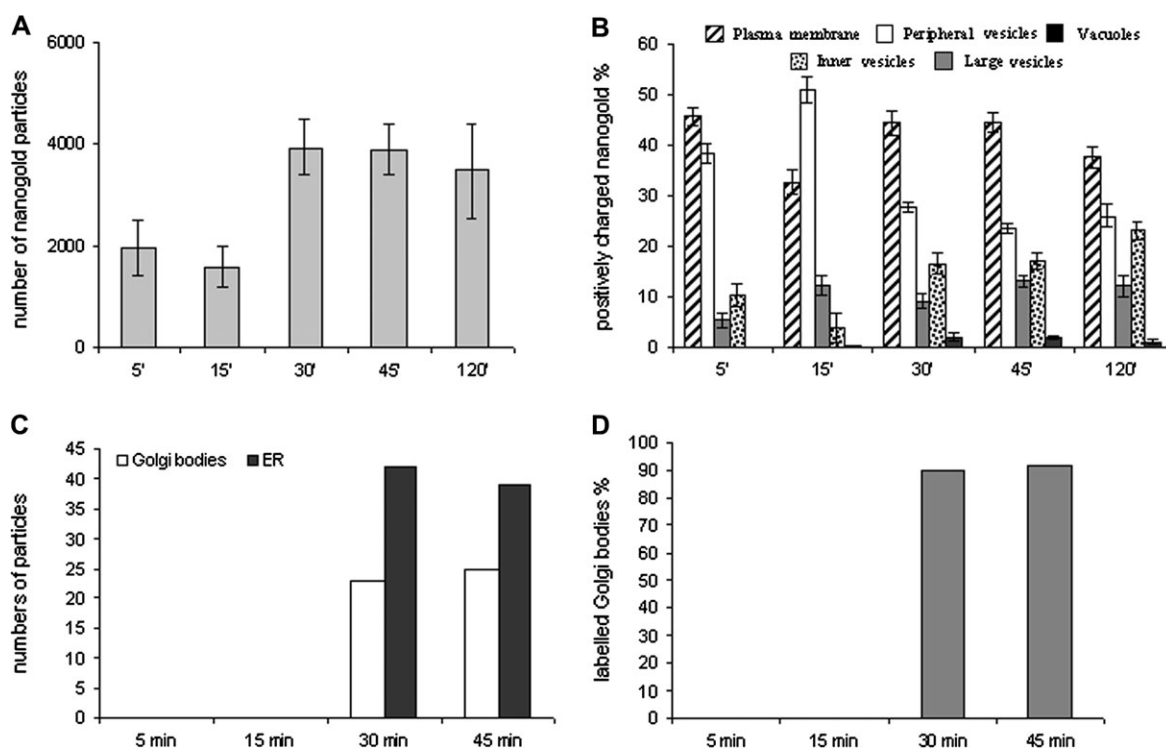 A
number of nanogold particles
6000
4000
2000
0
5' 15' 30' 45' 120'
B
Plasma membrane Peripheral vesicles Vacuoles
Inner vesicles Large vesicles
positively charged nanogold %
60
50
40
30
20
10
0
5' 15' 30' 45' 120'
C
Golgi bodies ER
numbers of particles
45
40
35
30
25
20
15
10
5
0
5 min 15 min 30 min 45 min
D
labelled Golgi bodies %
100
90
80
70
60
50
40
30
20
10
0
5 min 15 min 30 min 45 min